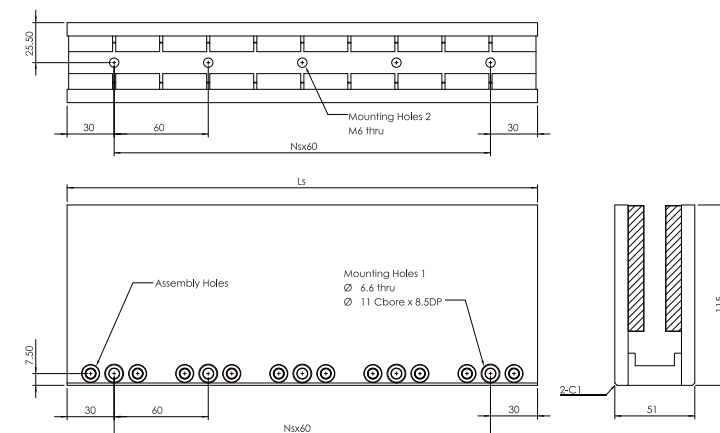 25.50
Mounting Holes 2
M6 thru
30
60
30
Nsx60
Ls
Assembly Holes
Mounting Holes 1
Ø 6.6 thru
Ø 11 Cbore x 8.5DP
7.50
115
2-C1
30
60
30
51
Nsx60